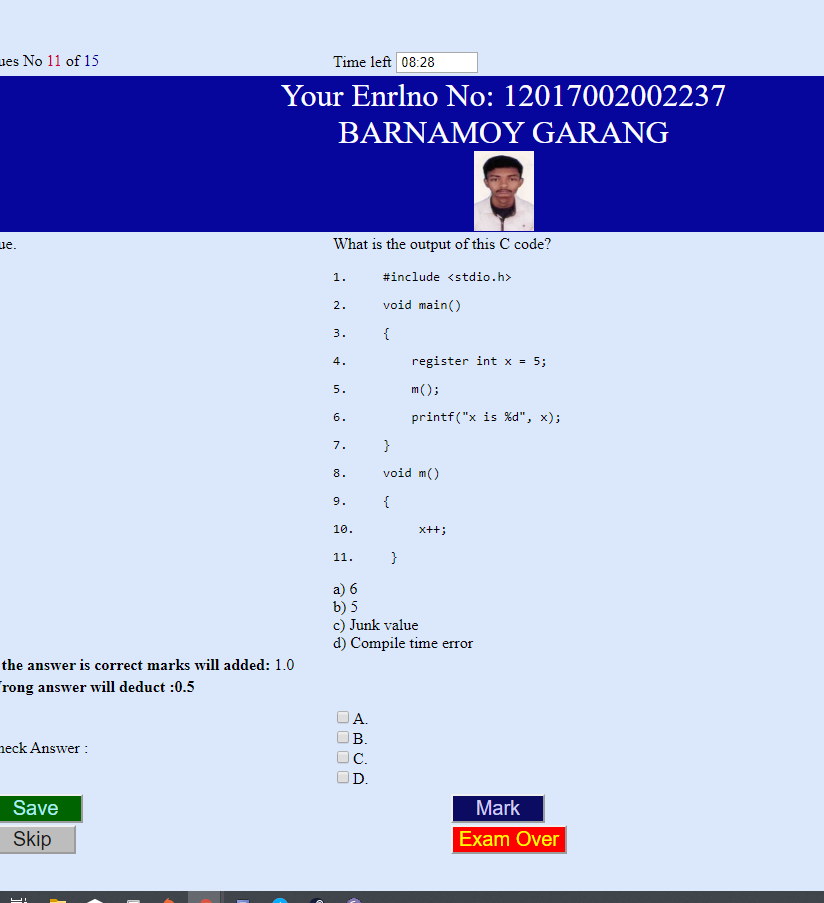 ues No 11 of 15
Time left 08:28
Your Enrlno No: 12017002002237
BARNAMOY GARANG
ue.
What is the output of this C code?
1. #include <stdio.h>
2. void main()
3. {
4. register int x = 5;
5. m();
6. printf("x is %d", x);
7. }
8. void m()
9. {
10. x++;
11. }
a) 6
b) 5
c) Junk value
d) Compile time error
the answer is correct marks will added: 1.0
rong answer will deduct :0.5
A.
B.
heck Answer :
C.
D.
Save
Mark
Skip
Exam Over